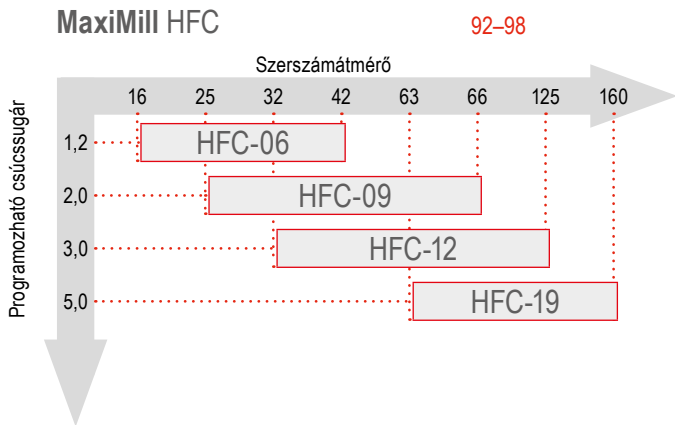 MaxiMill HFC 92–98
Szerszámátmérő
16 25 32 42 63 66 125 160
Programozható csúcssugár
1,2 HFC-06
2,0 HFC-09
3,0 HFC-12
5,0 HFC-19